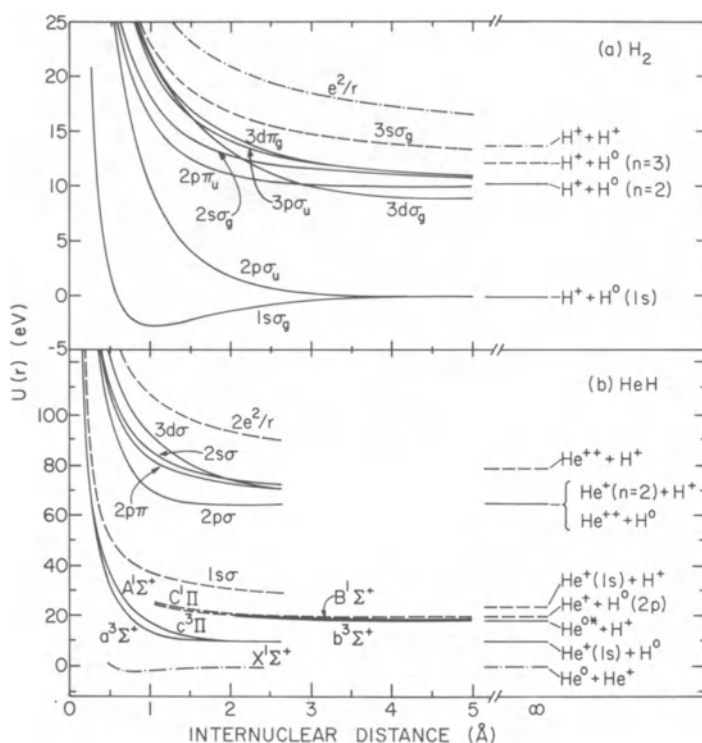 25
20
15
10
5
0
-5
100
80
60
40
20
0
U(r) (eV)
(a) H₂
e²/r
3sσg
3dπg
2pπu
2sσg
3pσu
3dσg
2pσu
1sσg
H⁺ + H⁺
H⁺ + H⁰ (n=3)
H⁺ + H⁰ (n=2)
H⁺ + H⁰ (1s)
(b) HeH
2e²/r
3dσ
2sσ
2pπ
2pσ
1sσ
A¹Σ⁺
C¹Π
B¹Σ⁺
a³Σ⁺
c³Π
b³Σ⁺
X¹Σ⁺
He⁺⁺ + H⁺
He⁺(n=2) + H⁺
He⁺⁺ + H⁰
He⁺(1s) + H⁺
He⁺ + H⁰(2p)
He⁰* + H⁺
He⁺(1s) + H⁰
He⁰ + He⁺
0 1 2 3 4 5 ∞
INTERNUCLEAR DISTANCE (Å)